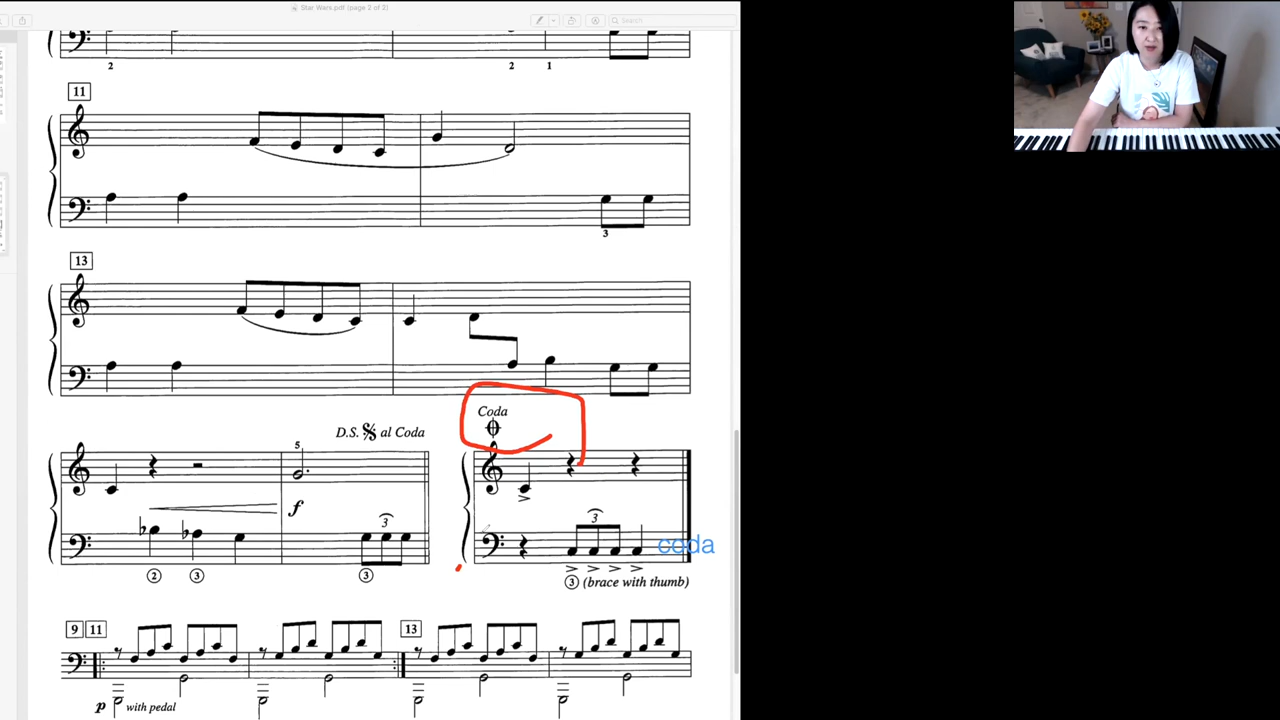 Star Wars.pdf (page 2 of 2)
Search
2 2 1
11
3
13
Coda
D.S. al Coda
5
f
3 3
2 3 3
coda
3 (brace with thumb)
9 11 13
p with pedal